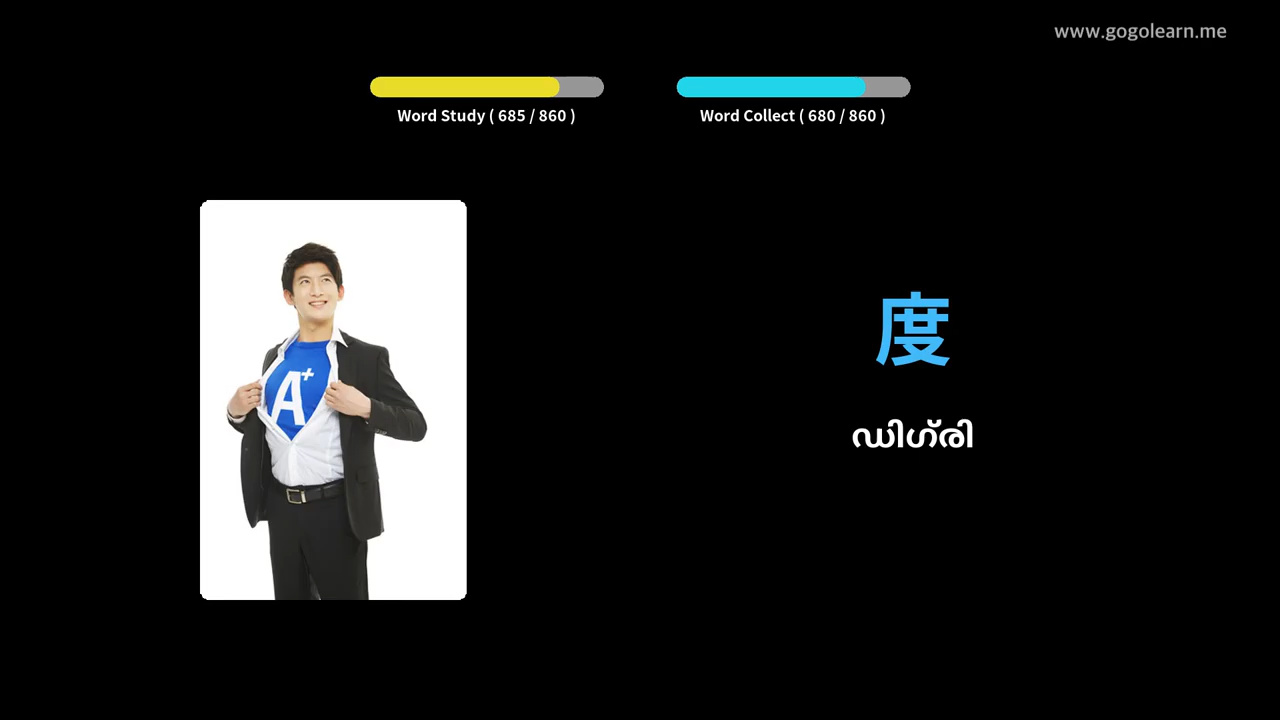 www.gogolearn.me
Word Study ( 685 / 860 )
Word Collect ( 680 / 860 )
A+
度
ഡിഗ്രി